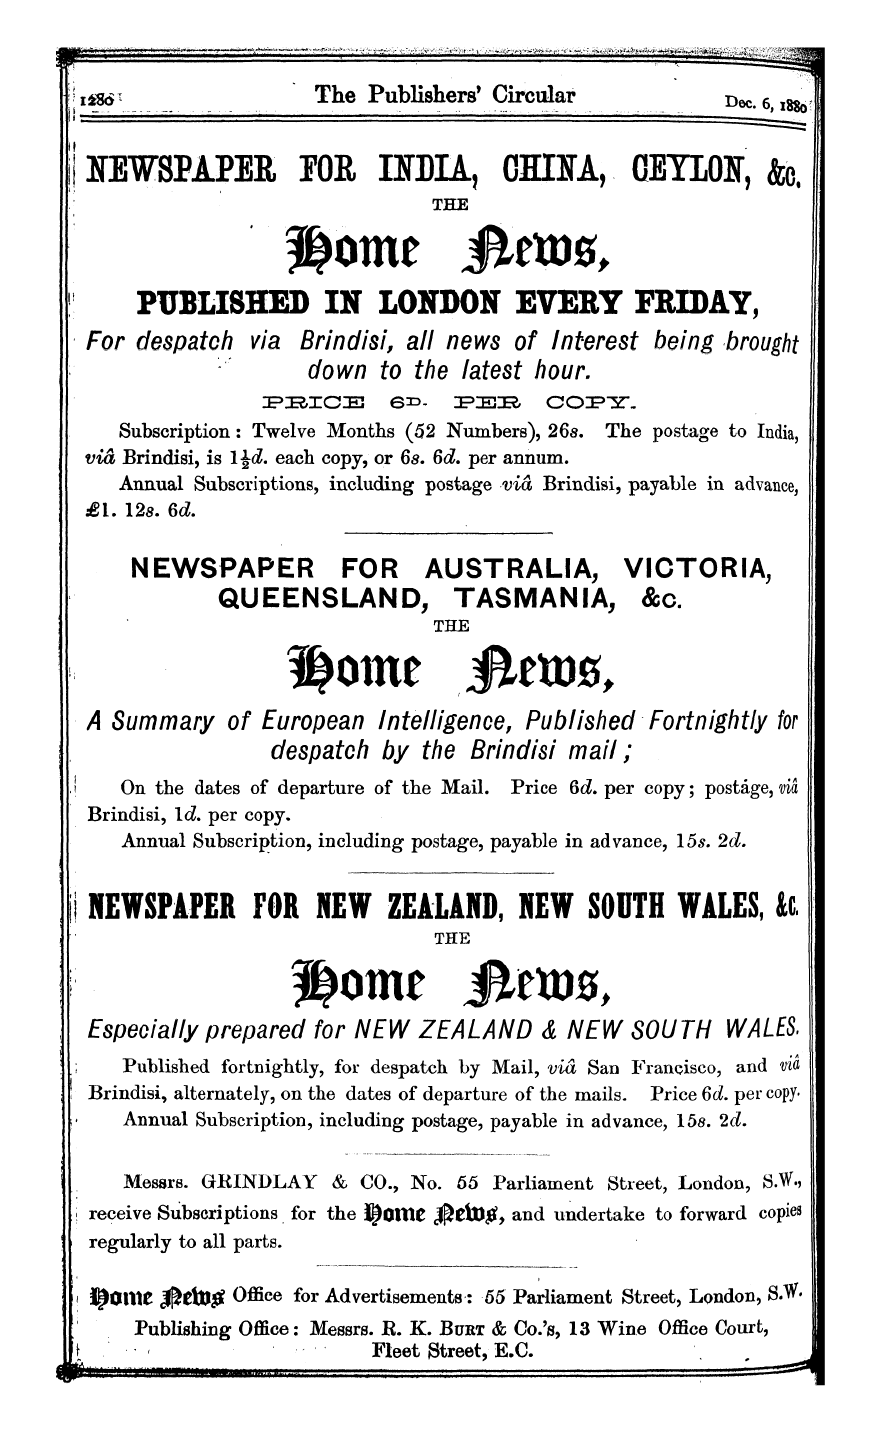 1280 The Publishers' Circular Dec. 6, 1880
NEWSPAPER FOR INDIA, CHINA, CEYLON, &c.
THE
Home News,
PUBLISHED IN LONDON EVERY FRIDAY,
For despatch via Brindisi, all news of Interest being brought
down to the latest hour.
PRICE 6D. PER COPY.
Subscription: Twelve Months (52 Numbers), 26s. The postage to India,
viâ Brindisi, is 1½d. each copy, or 6s. 6d. per annum.
Annual Subscriptions, including postage viâ Brindisi, payable in advance,
£1. 12s. 6d.
NEWSPAPER FOR AUSTRALIA, VICTORIA,
QUEENSLAND, TASMANIA, &c.
THE
Home News,
A Summary of European Intelligence, Published Fortnightly for
despatch by the Brindisi mail;
On the dates of departure of the Mail. Price 6d. per copy; postage, viâ
Brindisi, 1d. per copy.
Annual Subscription, including postage, payable in advance, 15s. 2d.
NEWSPAPER FOR NEW ZEALAND, NEW SOUTH WALES, &c.
THE
Home News,
Especially prepared for NEW ZEALAND & NEW SOUTH WALES.
Published fortnightly, for despatch by Mail, viâ San Francisco, and viâ
Brindisi, alternately, on the dates of departure of the mails. Price 6d. per copy.
Annual Subscription, including postage, payable in advance, 15s. 2d.
Messrs. GRINDLAY & CO., No. 55 Parliament Street, London, S.W.,
receive Subscriptions for the Home News, and undertake to forward copies
regularly to all parts.
Home News Office for Advertisements: 55 Parliament Street, London, S.W.
Publishing Office: Messrs. R. K. BURT & Co.'s, 13 Wine Office Court,
Fleet Street, E.C.